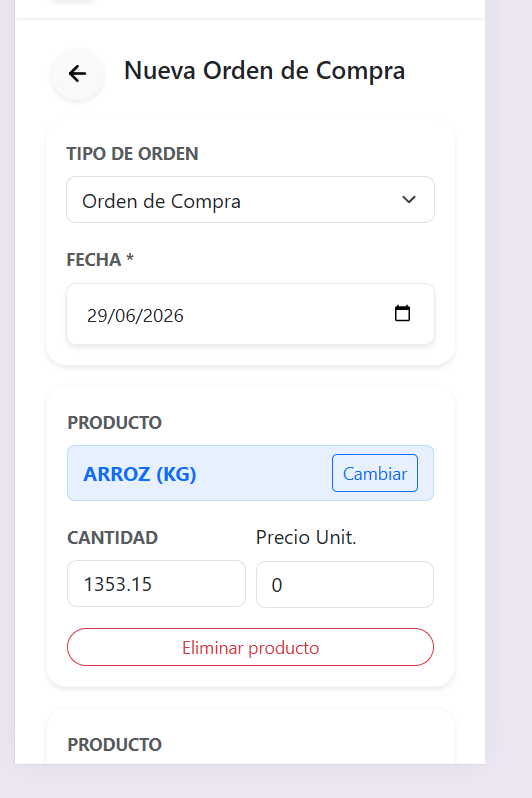 Nueva Orden de Compra
TIPO DE ORDEN
Orden de Compra
FECHA *
29/06/2026
PRODUCTO
ARROZ (KG)
Cambiar
CANTIDAD
Precio Unit.
1353.15
0
Eliminar producto
PRODUCTO